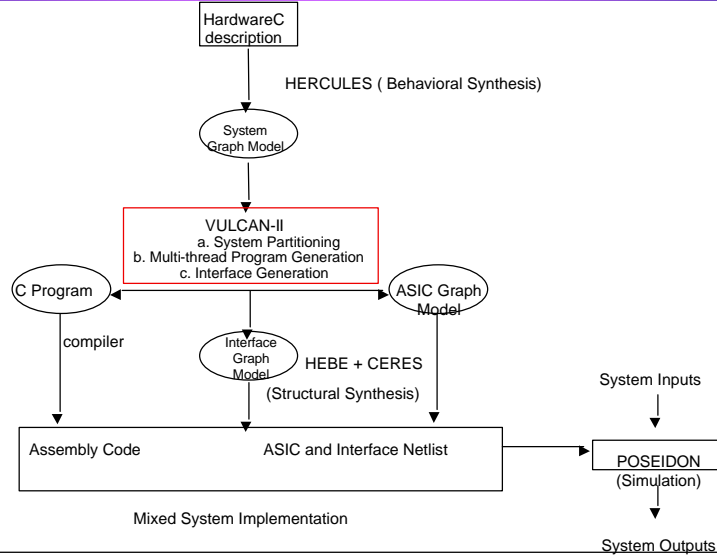 HardwareC
description
HERCULES ( Behavioral Synthesis)
System
Graph Model
VULCAN-II
a. System Partitioning
b. Multi-thread Program Generation
c. Interface Generation
C Program
ASIC Graph
Model
compiler
Interface
Graph
Model
HEBE + CERES
(Structural Synthesis)
System Inputs
Assembly Code
ASIC and Interface Netlist
POSEIDON
(Simulation)
Mixed System Implementation
System Outputs